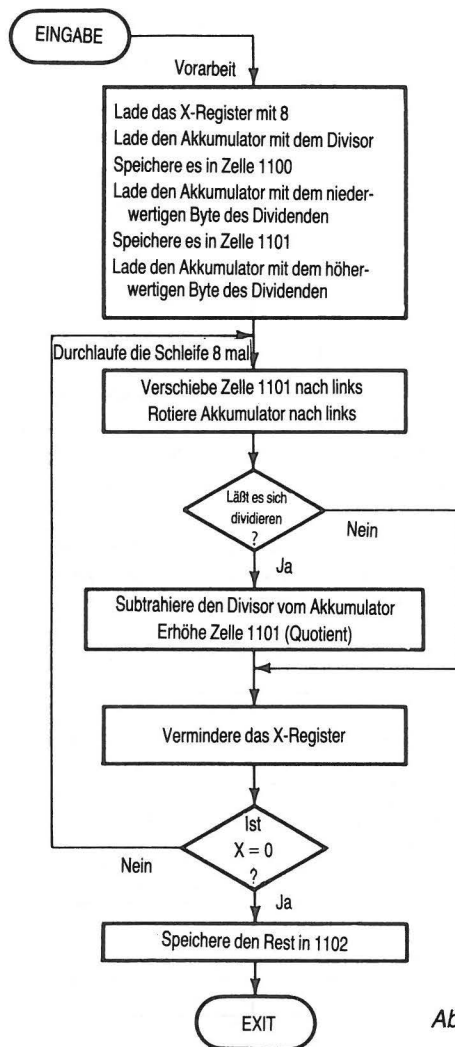 EINGABE
Vorarbeit
Lade das X-Register mit 8
Lade den Akkumulator mit dem Divisor
Speichere es in Zelle 1100
Lade den Akkumulator mit dem nieder-
wertigen Byte des Dividenden
Speichere es in Zelle 1101
Lade den Akkumulator mit dem höher-
wertigen Byte des Dividenden
Durchlaufe die Schleife 8 mal
Verschiebe Zelle 1101 nach links
Rotiere Akkumulator nach links
Läßt es sich
dividieren
?
Nein
Ja
Subtrahiere den Divisor vom Akkumulator
Erhöhe Zelle 1101 (Quotient)
Vermindere das X-Register
Ist
X = 0
?
Nein
Ja
Speichere den Rest in 1102
EXIT
Ab